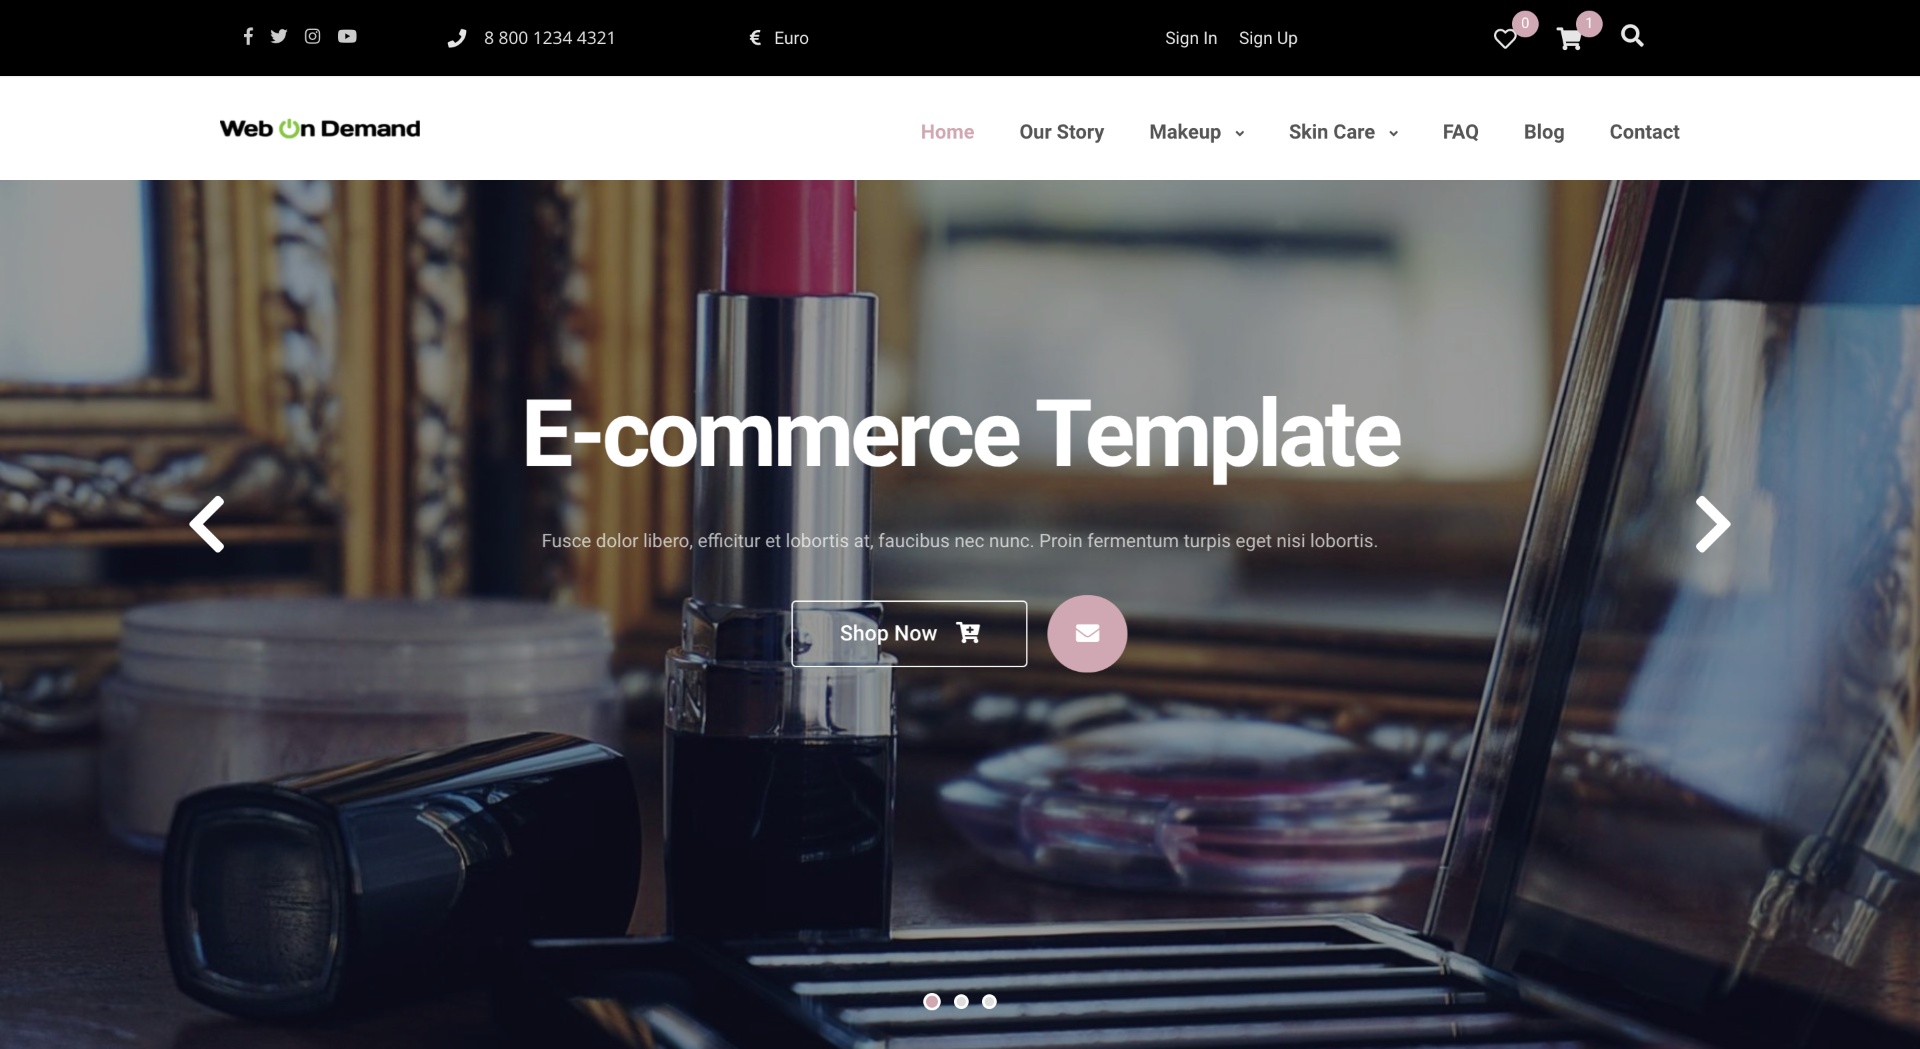 8 800 1234 4321
€ Euro
Sign In Sign Up
0
1
Web On Demand
Home Our Story Makeup Skin Care FAQ Blog Contact
E-commerce Template
Fusce dolor libero, efficitur et lobortis at, faucibus nec nunc. Proin fermentum turpis eget nisi lobortis.
Shop Now